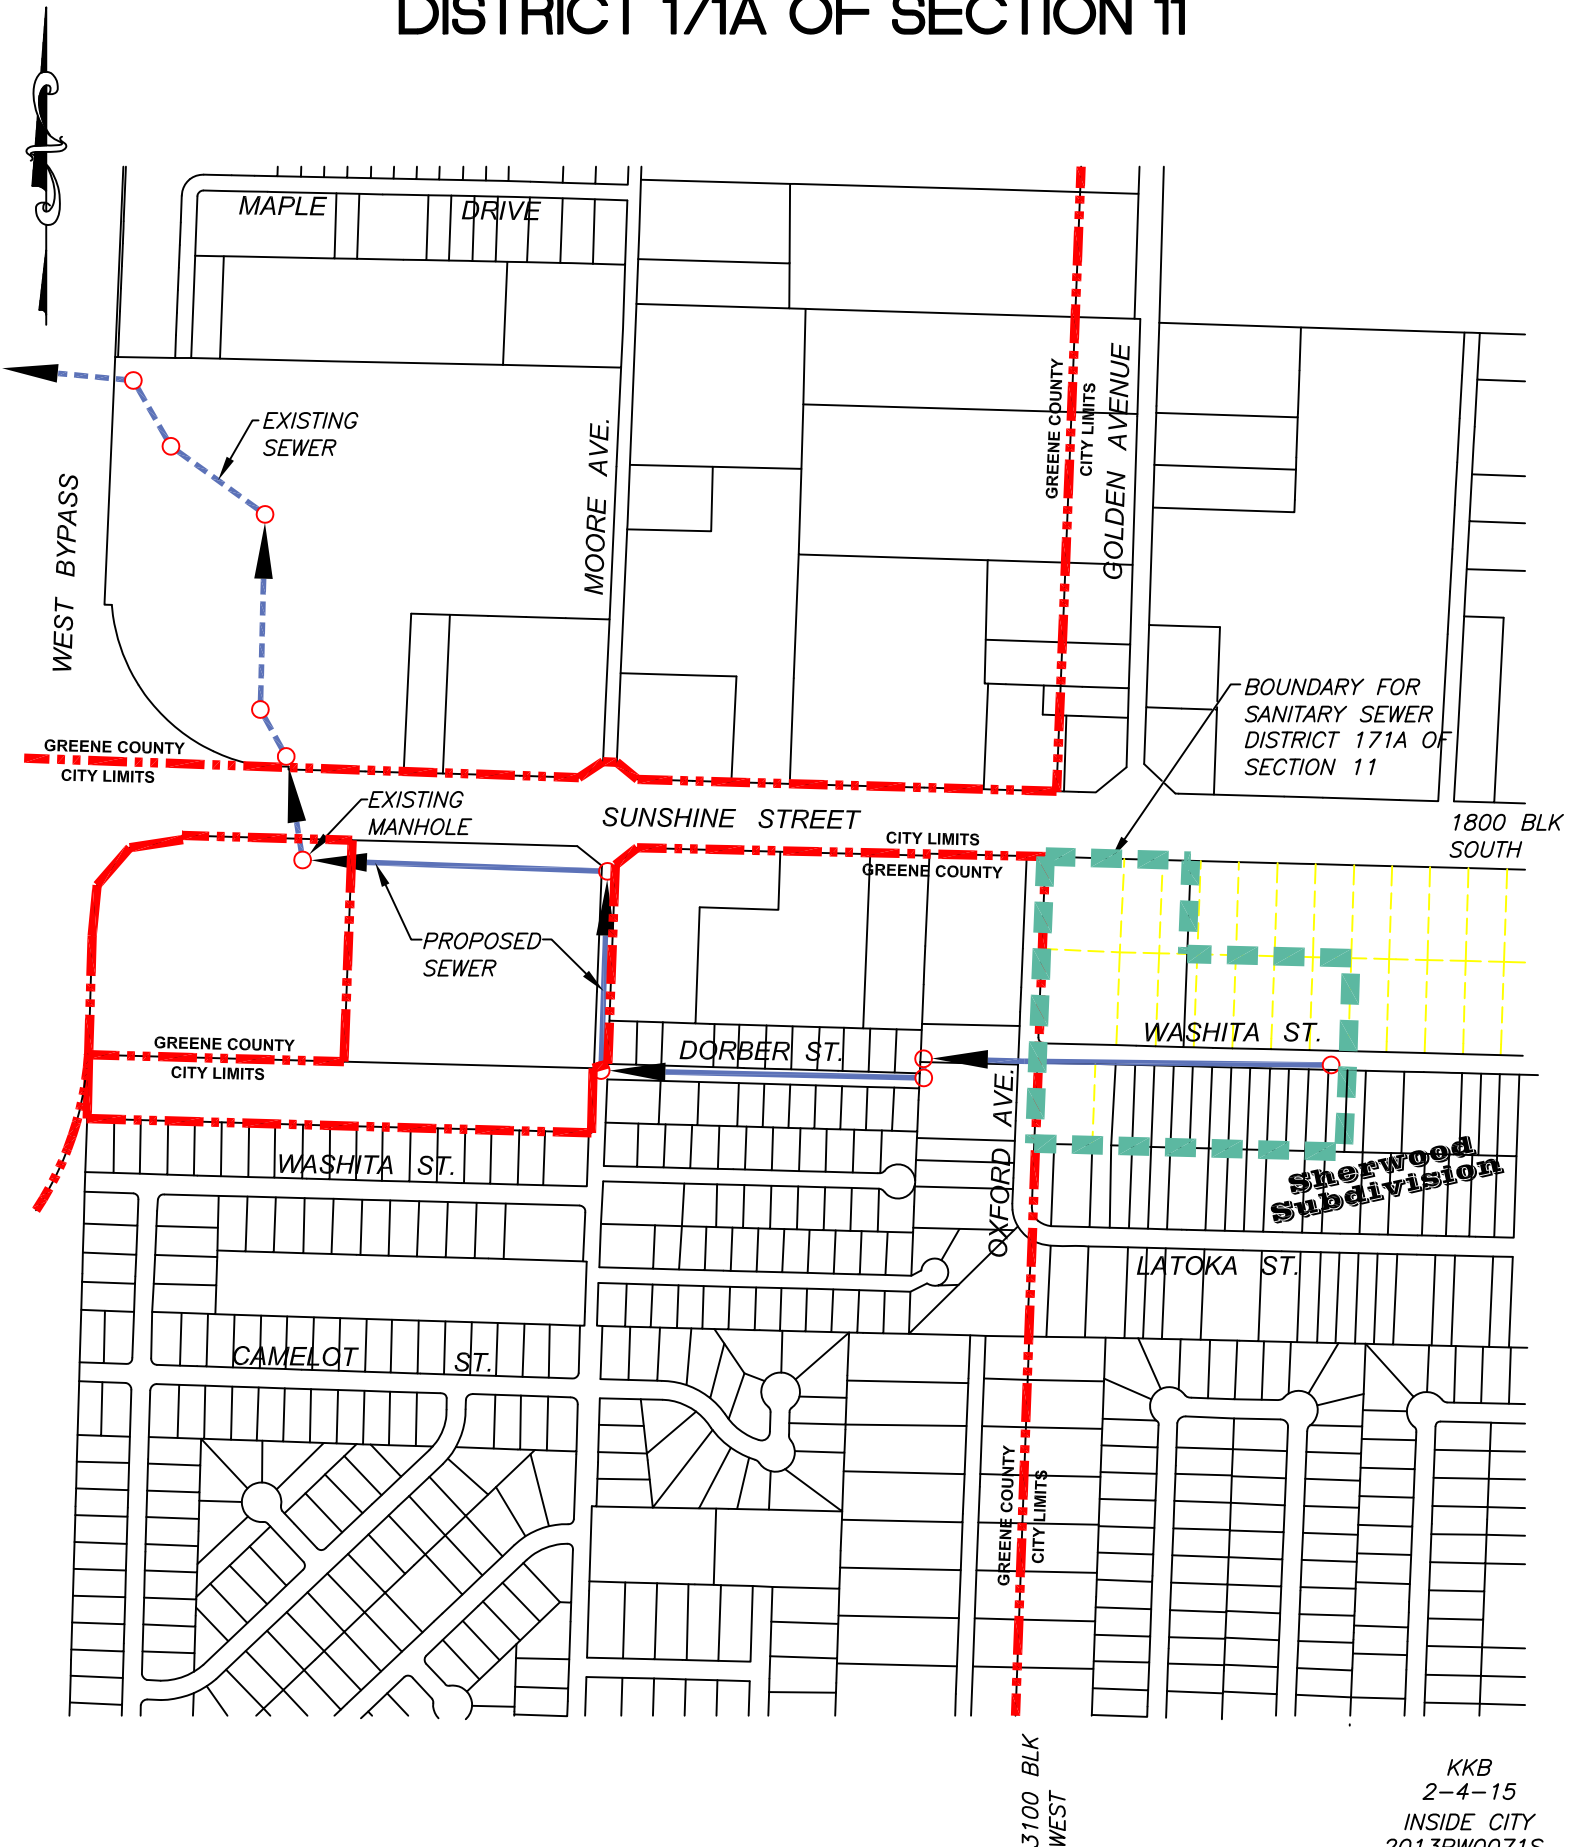 DISTRICT 171A OF SECTION 11
MAPLE DRIVE
EXISTING
SEWER
MOORE AVE.
GREENE COUNTY
CITY LIMITS
GOLDEN AVENUE
WEST BYPASS
BOUNDARY FOR
SANITARY SEWER
DISTRICT 171A OF
SECTION 11
GREENE COUNTY
CITY LIMITS
EXISTING
MANHOLE
SUNSHINE STREET
CITY LIMITS
GREENE COUNTY
1800 BLK
SOUTH
PROPOSED
SEWER
GREENE COUNTY
CITY LIMITS
DORBER ST.
WASHITA ST.
OXFORD AVE.
WASHITA ST.
Sherwood
Subdivision
LATOKA ST.
CAMELOT ST.
GREENE COUNTY
CITY LIMITS
3100 BLK
WEST
KKB
2-4-15
INSIDE CITY
2013PW0071S